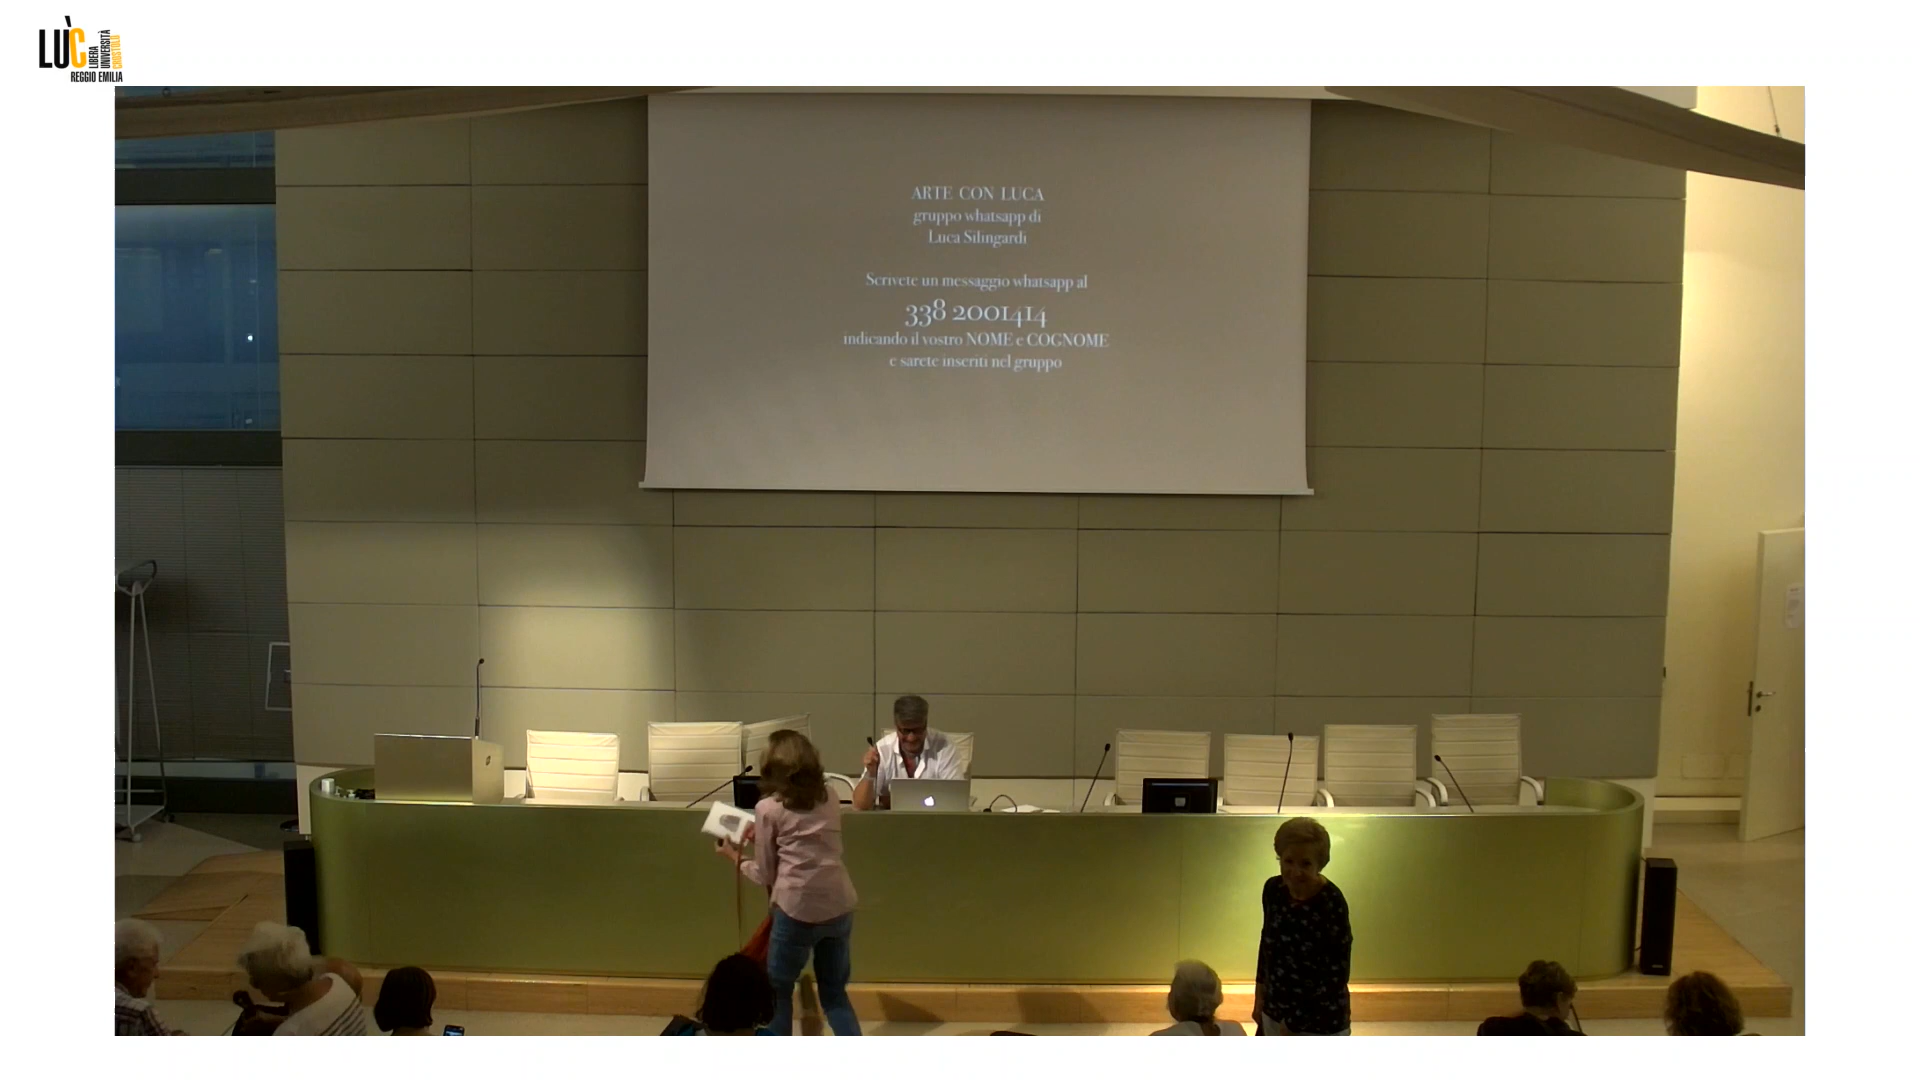 LÙC
LIBERA
UNIVERSITÀ
CROSTOLO
REGGIO EMILIA
ARTE CON LUCA
gruppo whatsapp di
Luca Silingardi
Scrivete un messaggio whatsapp al
338 2001414
indicando il vostro NOME e COGNOME
e sarete inseriti nel gruppo